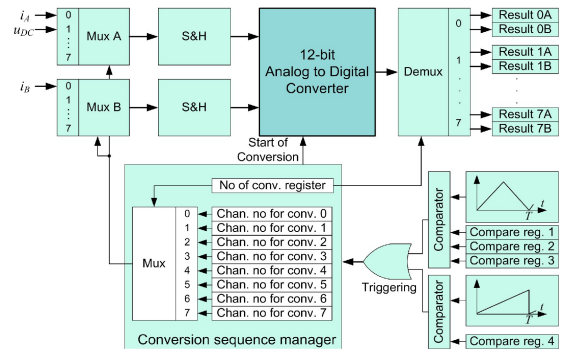 i_A
u_DC
0
1
7
Mux A
S&H
12-bit
Analog to Digital
Converter
Demux
0
1
7
Result 0A
Result 0B
Result 1A
Result 1B
Result 7A
Result 7B
i_B
0
1
7
Mux B
S&H
Start of
Conversion
No of conv. register
Mux
0 Chan. no for conv. 0
1 Chan. no for conv. 1
2 Chan. no for conv. 2
3 Chan. no for conv. 3
4 Chan. no for conv. 4
5 Chan. no for conv. 5
6 Chan. no for conv. 6
7 Chan. no for conv. 7
Conversion sequence manager
Triggering
Comparator
t
T
Compare reg. 1
Compare reg. 2
Compare reg. 3
Comparator
t
T
Compare reg. 4